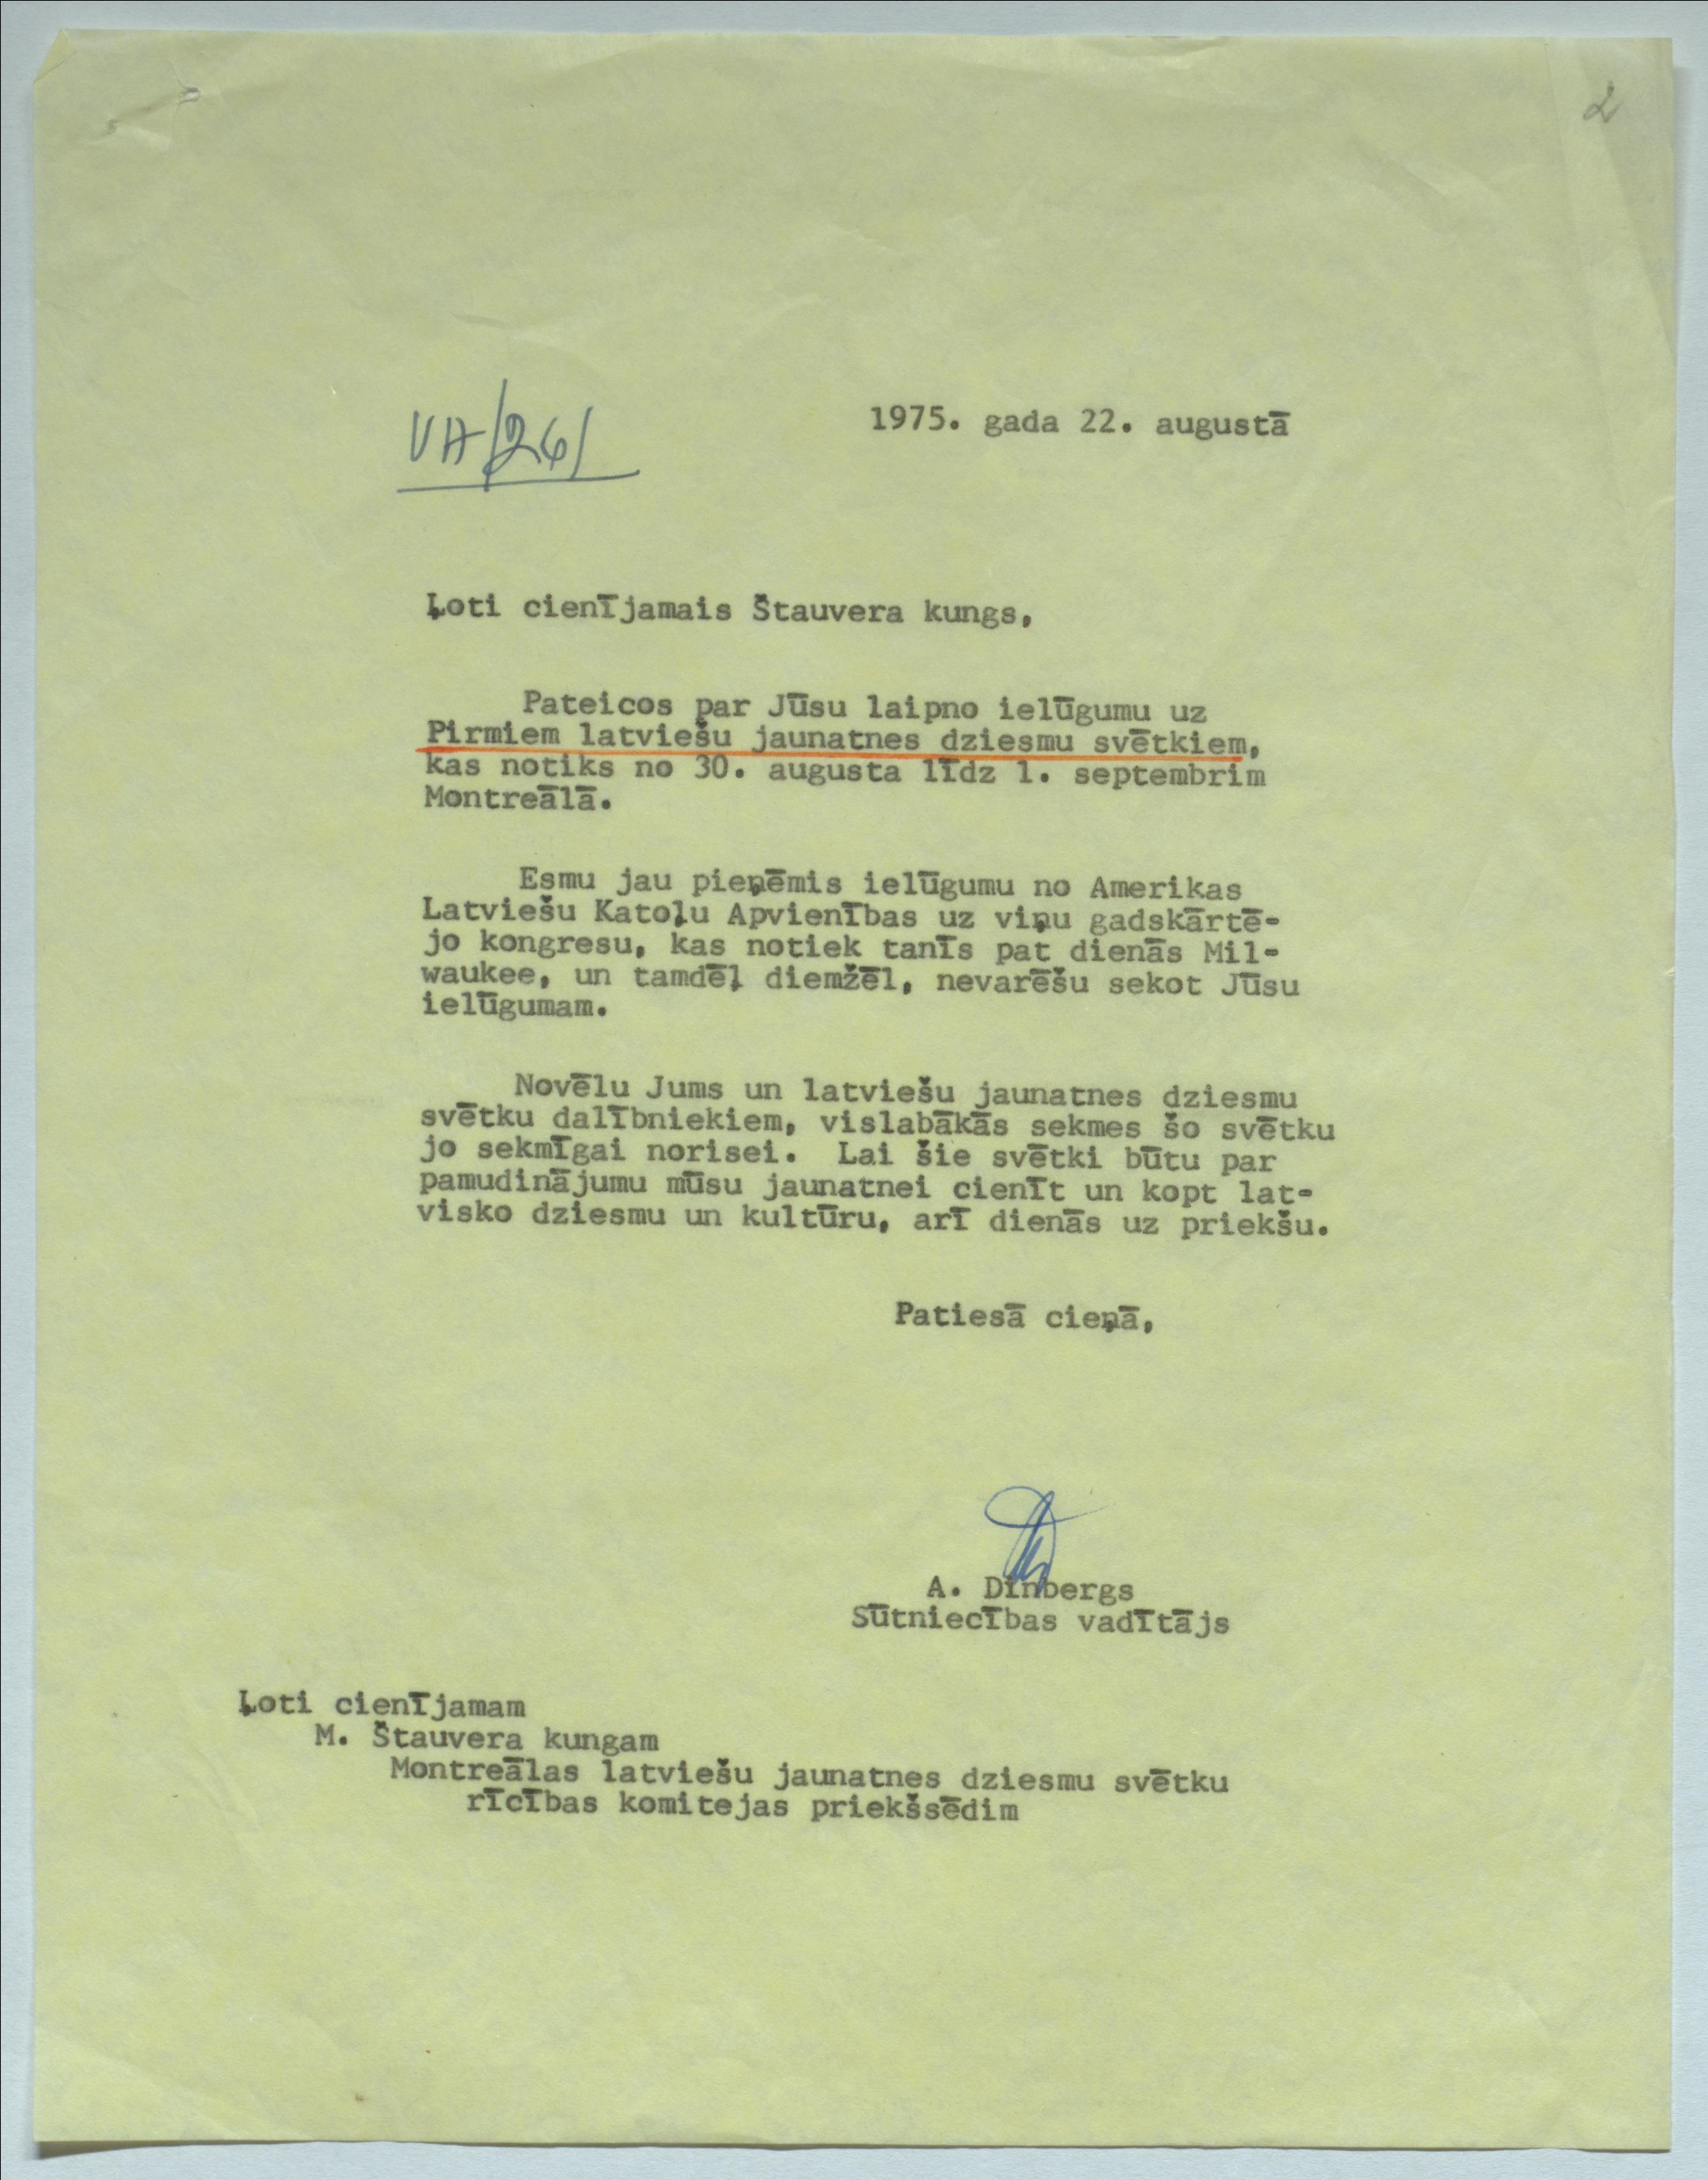 2
VA/261
1975. gada 22. augustā
Ļoti cienījamais Štauvera kungs,
Pateicos par Jūsu laipno ielūgumu uz
Pirmiem latviešu jaunatnes dziesmu svētkiem,
kas notiks no 30. augusta līdz 1. septembrim
Montreālā.
Esmu jau pieņēmis ielūgumu no Amerikas
Latviešu Katoļu Apvienības uz viņu gadskārtē-
jo kongresu, kas notiek tanīs pat dienās Mil-
waukee, un tamdēļ diemžēl, nevarēšu sekot Jūsu
ielūgumam.
Novēlu Jums un latviešu jaunatnes dziesmu
svētku dalībniekiem, vislabākās sekmes šo svētku
jo sekmīgai norisei. Lai šie svētki būtu par
pamudinājumu mūsu jaunatnei cienīt un kopt lat-
visko dziesmu un kultūru, arī dienās uz priekšu.
Patiesā cieņā,
A. Dinbergs
Sūtniecības vadītājs
Ļoti cienījamam
M. Štauvera kungam
Montreālas latviešu jaunatnes dziesmu svētku
rīcības komitejas priekšsēdim